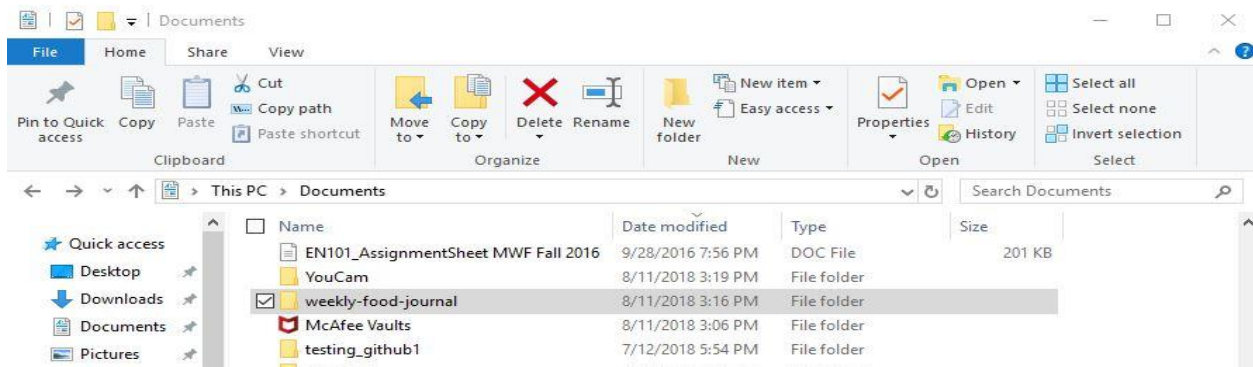 Documents
File Home Share View
Pin to Quick access
Copy
Paste
Cut
Copy path
Paste shortcut
Clipboard
Move to
Copy to
Delete
Rename
Organize
New folder
New item
Easy access
New
Properties
Open
Edit
History
Open
Select all
Select none
Invert selection
Select
This PC > Documents
Search Documents
Quick access
Desktop
Downloads
Documents
Pictures
Name Date modified Type Size
EN101_AssignmentSheet MWF Fall 2016 9/28/2016 7:56 PM DOC File 201 KB
YouCam 8/11/2018 3:19 PM File folder
weekly-food-journal 8/11/2018 3:16 PM File folder
McAfee Vaults 8/11/2018 3:06 PM File folder
testing_github1 7/12/2018 5:54 PM File folder